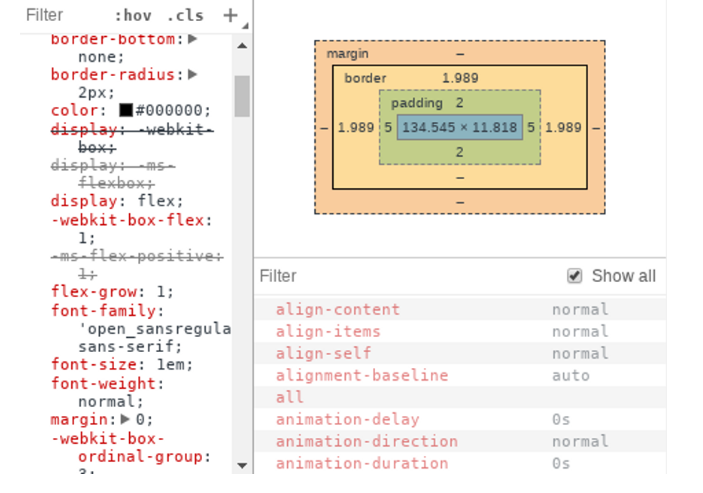 Filter :hov .cls +
border-bottom:
none;
border-radius:
2px;
color: #000000;
display: -webkit-
box;
display: -ms-
flexbox;
display: flex;
-webkit-box-flex:
1;
-ms-flex-positive:
1;
flex-grow: 1;
font-family:
'open_sansregula
sans-serif;
font-size: 1em;
font-weight:
normal;
margin: 0;
-webkit-box-
ordinal-group:
margin –
border 1.989
padding 2
– 1.989 5 134.545 × 11.818 5 1.989 –
2
–
–
Filter Show all
align-content normal
align-items normal
align-self normal
alignment-baseline auto
all
animation-delay 0s
animation-direction normal
animation-duration 0s